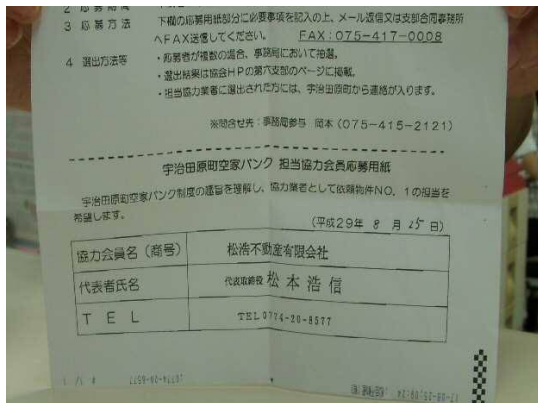 2 応募期間
3 応募方法 下欄の応募用紙部分に必要事項を記入の上、メール返信又は支部合同事務所
へFAX送信してください。 FAX:075-417-0008
4 選出方法等 ・応募者が複数の場合、事務局において抽選。
・選出結果は協会HPの第六支部のページに掲載。
・担当協力業者に選出された方には、宇治田原町から連絡が入ります。
※問合せ先:事務局参与 岡本(075-415-2121)
宇治田原町空家バンク 担当協力会員応募用紙
宇治田原町空家バンク制度の趣旨を理解し、協力業者として依頼物件NO. 1の担当を
希望します。
(平成29年 8 月 25 日)
協力会員名(商号) 松浩不動産有限会社
代表者氏名 代表取締役 松本浩信
TEL TEL 0774-20-8577